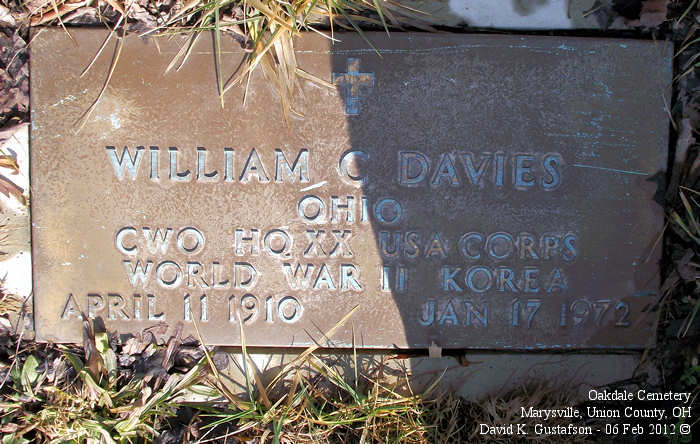 WILLIAM C DAVIES
OHIO
CWO HQ XX USA CORPS
WORLD WAR II KOREA
APRIL 11 1910 JAN 17 1972
Oakdale Cemetery
Marysville, Union County, OH
David K. Gustafson - 06 Feb 2012 ©